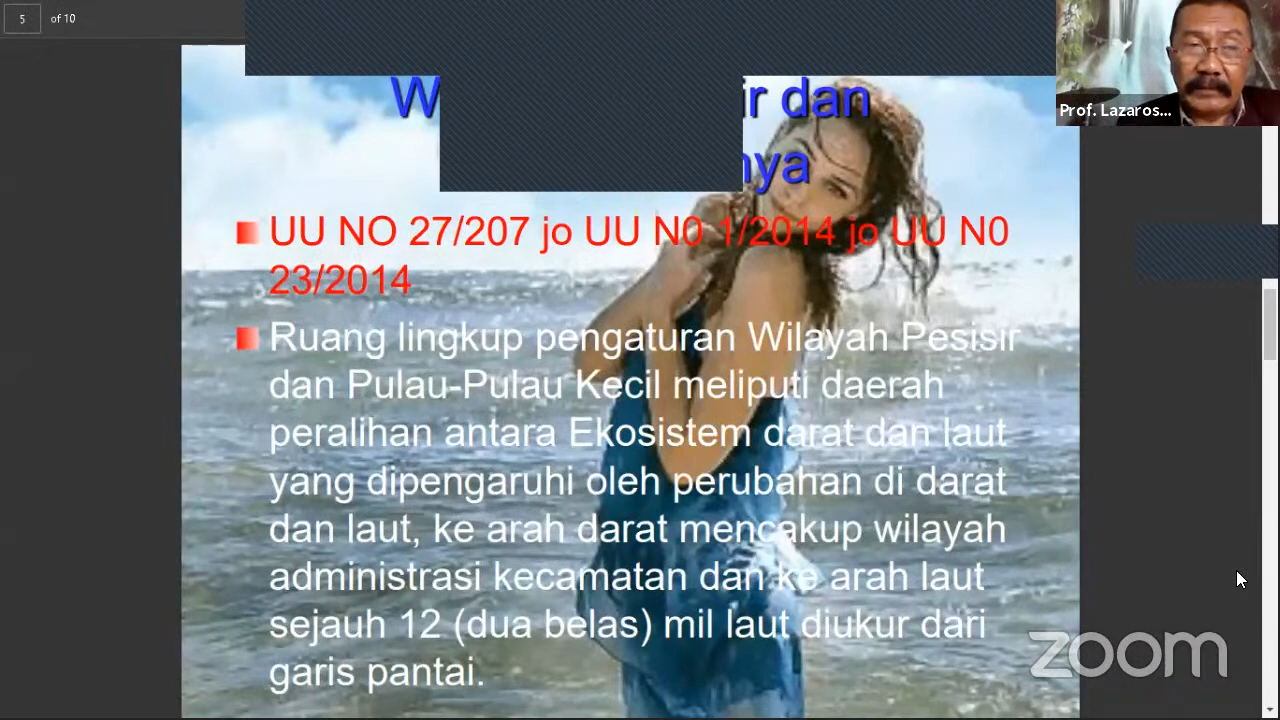 5 of 10
ir dan
Prof. Lazaros...
UU NO 27/207 jo UU N0 1/2014 jo UU N0
23/2014
Ruang lingkup pengaturan Wilayah Pesisir
dan Pulau-Pulau Kecil meliputi daerah
peralihan antara Ekosistem darat dan laut
yang dipengaruhi oleh perubahan di darat
dan laut, ke arah darat mencakup wilayah
administrasi kecamatan dan ke arah laut
sejauh 12 (dua belas) mil laut diukur dari
garis pantai.
zoom